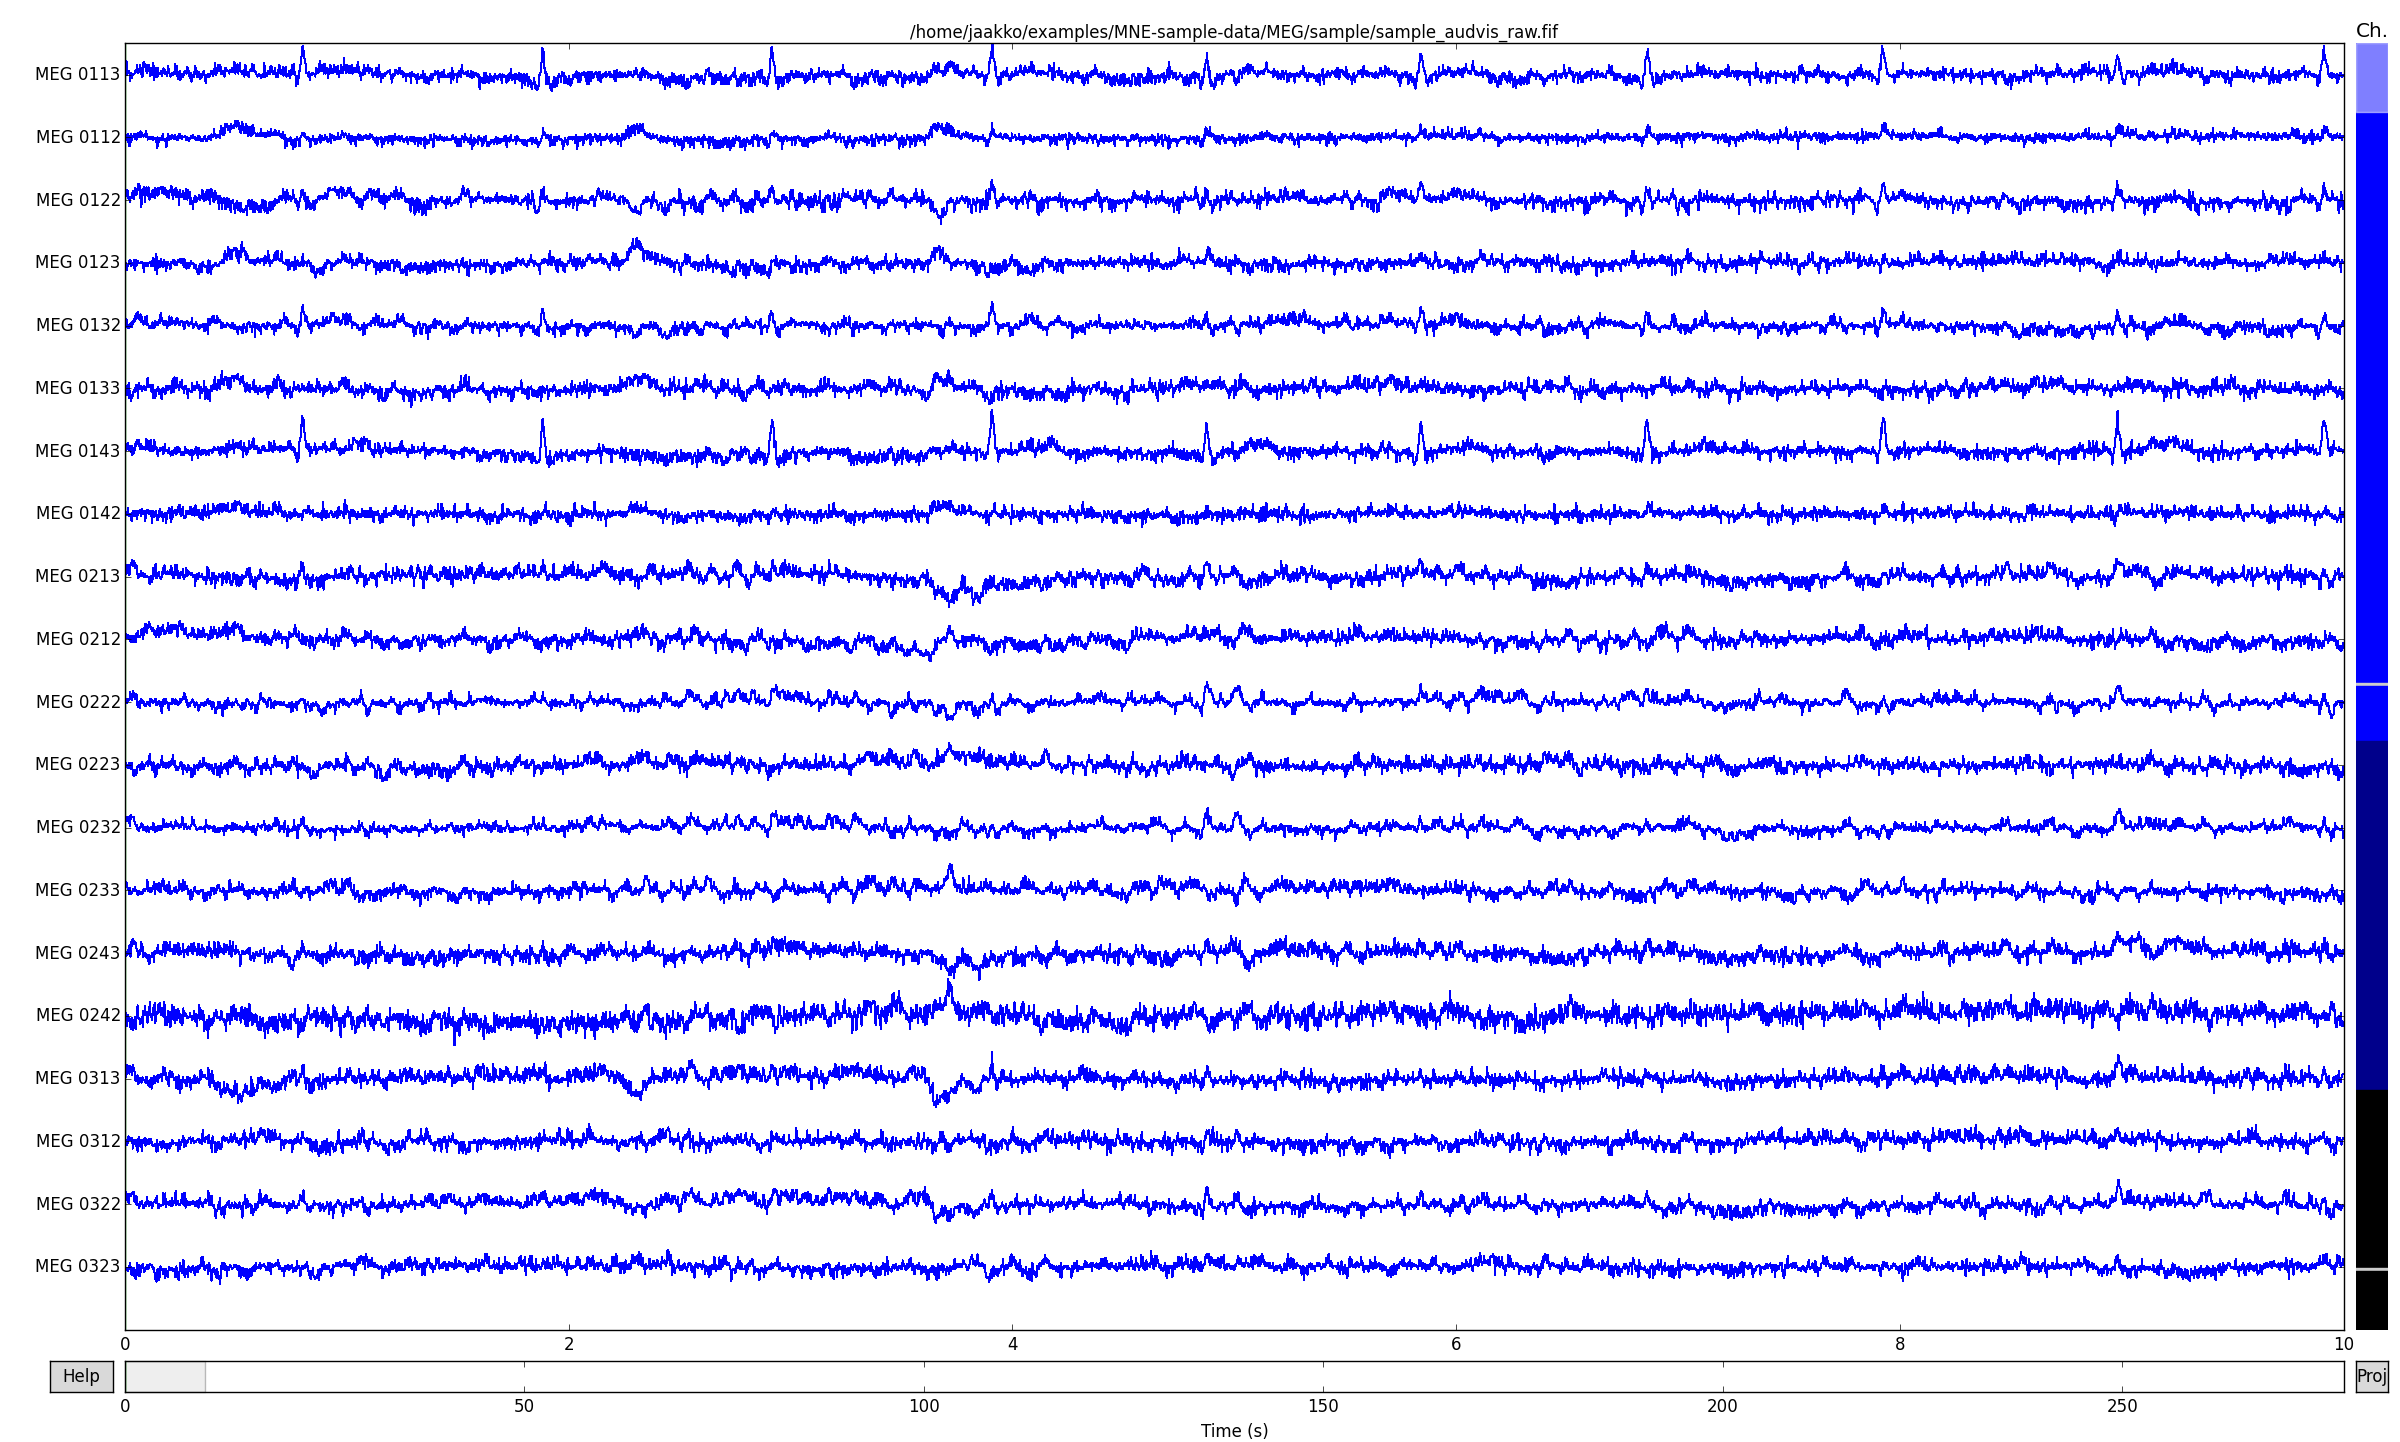 /home/jaakko/examples/MNE-sample-data/MEG/sample/sample_audvis_raw.fif
Ch.
MEG 0113
MEG 0112
MEG 0122
MEG 0123
MEG 0132
MEG 0133
MEG 0143
MEG 0142
MEG 0213
MEG 0212
MEG 0222
MEG 0223
MEG 0232
MEG 0233
MEG 0243
MEG 0242
MEG 0313
MEG 0312
MEG 0322
MEG 0323
0 2 4 6 8 10
Help
Proj
0 50 100 150 200 250
Time (s)